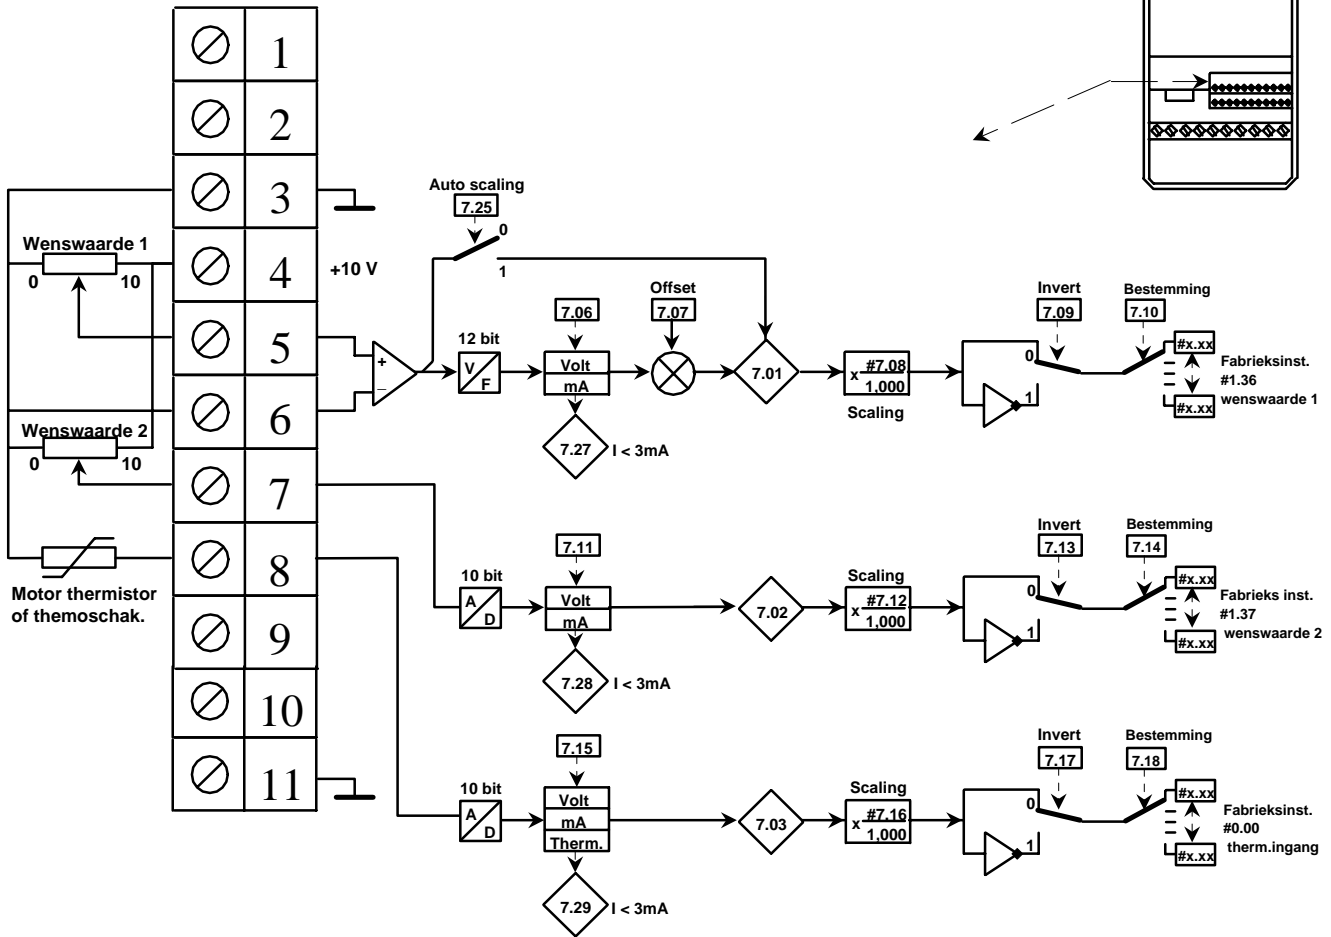 1
2
3
Auto scaling
7.25
Wenswaarde 1
0
10
4
+10 V
0
1
Offset
Invert
Bestemming
7.06
7.07
7.09
7.10
5
+
12 bit
V
F
Volt
mA
7.01
x
#7.08
1,000
Scaling
0
1
#x.xx
#x.xx
Fabrieksinst.
#1.36
wenswaarde 1
–
6
7.27
I < 3mA
Wenswaarde 2
0
10
7
7.11
Invert
7.13
Bestemming
7.14
8
10 bit
A
D
Volt
mA
7.02
Scaling
x
#7.12
1,000
0
1
#x.xx
#x.xx
Fabrieks inst.
#1.37
wenswaarde 2
Motor thermistor
of themoschak.
9
7.28
I < 3mA
10
7.15
Invert
7.17
Bestemming
7.18
11
10 bit
A
D
Volt
mA
Therm.
7.03
Scaling
x
#7.16
1,000
0
1
#x.xx
#x.xx
Fabrieksinst.
#0.00
therm.ingang
7.29
I < 3mA